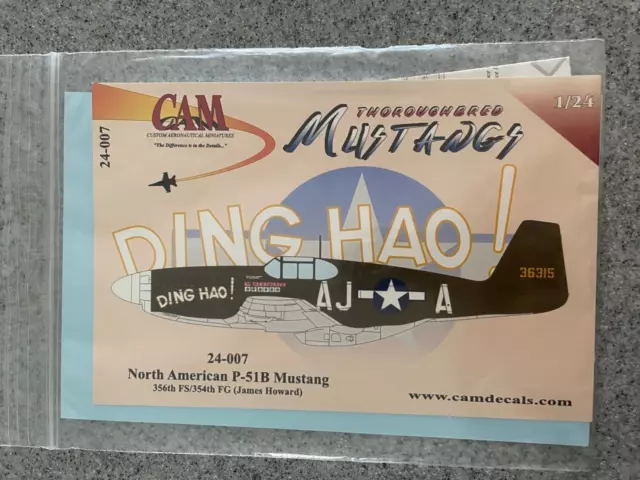 CAM
CUSTOM AERONAUTICAL MINIATURES
"The Difference is in the Details..."
24-007
THOROUGHBRED
MUSTANGS
1/24
DING HAO!
DING HAO!
AJ
A
36315
24-007
North American P-51B Mustang
356th FS/354th FG (James Howard)
www.camdecals.com